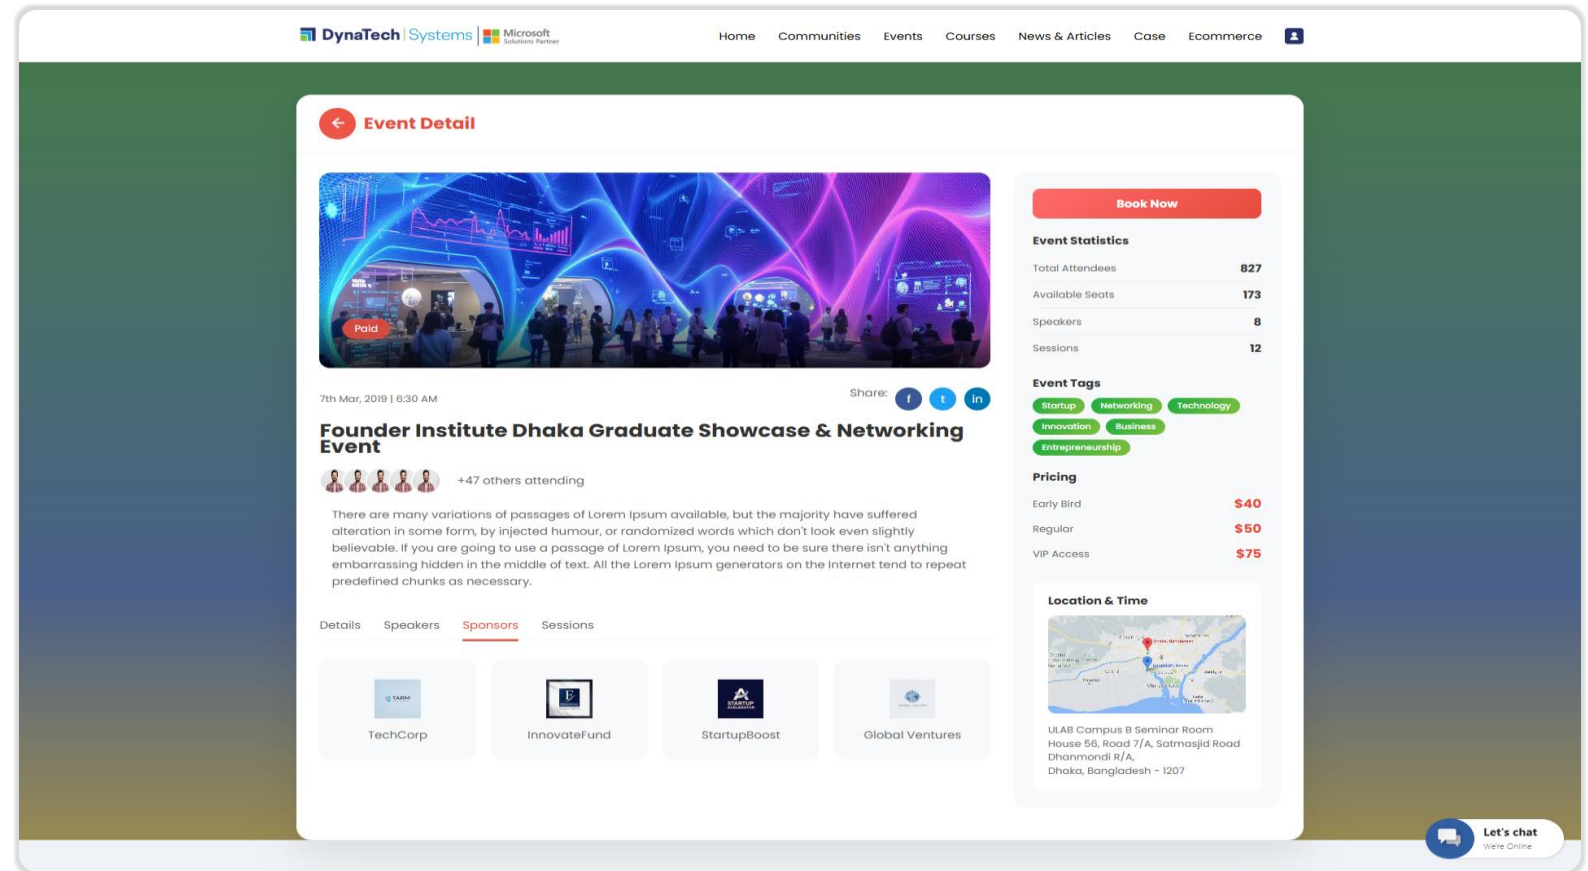 DynaTech Systems Microsoft Solutions Partner
Home Communities Events Courses News & Articles Case Ecommerce
Event Detail
Paid
7th Mar, 2019 | 6:30 AM
Share: f t in
Founder Institute Dhaka Graduate Showcase & Networking
Event
+47 others attending
There are many variations of passages of Lorem Ipsum available, but the majority have suffered
alteration in some form, by injected humour, or randomized words which don't look even slightly
believable. If you are going to use a passage of Lorem Ipsum, you need to be sure there isn't anything
embarrassing hidden in the middle of text. All the Lorem Ipsum generators on the Internet tend to repeat
predefined chunks as necessary.
Details Speakers Sponsors Sessions
TARM
TechCorp
InnovateFund
STARTUP
StartupBoost
Global Ventures
Book Now
Event Statistics
Total Attendees 827
Available Seats 173
Speakers 8
Sessions 12
Event Tags
Startup Networking Technology
Innovation Business
Entrepreneurship
Pricing
Early Bird $40
Regular $50
VIP Access $75
Location & Time
Dhaka, Bangladesh
ULAB Campus B Seminar Room
House 56, Road 7/A, Satmasjid Road
Dhanmondi R/A,
Dhaka, Bangladesh - 1207
Let's chat
We're Online